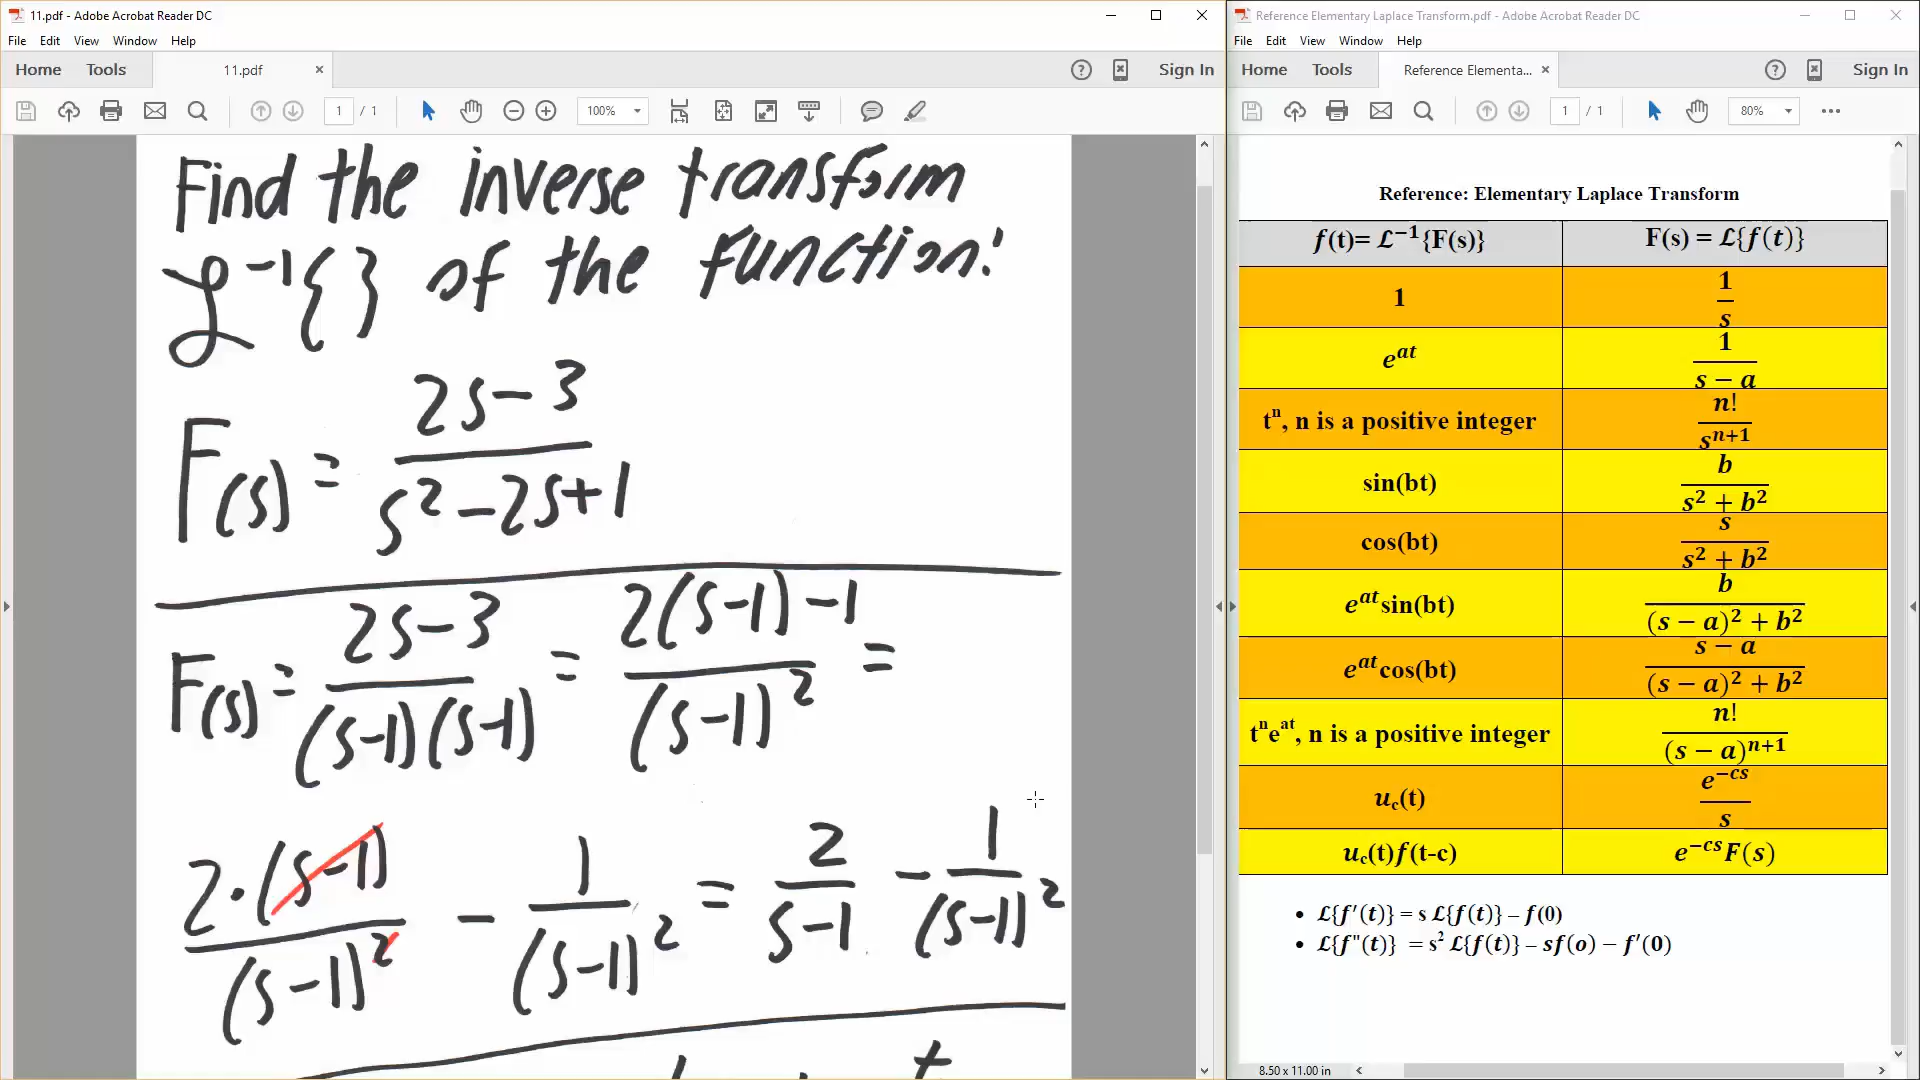 11.pdf - Adobe Acrobat Reader DC
File Edit View Window Help
Home Tools 11.pdf × Sign In
1 / 1 100%
Find the inverse transform
ℒ⁻¹{ } of the function:
F(s) = (2s-3)/(s²-2s+1)
F(s) = (2s-3)/((s-1)(s-1)) = (2(s-1)-1)/((s-1)²) =
(2·(s-1))/((s-1)²) - 1/((s-1)²) = 2/(s-1) - 1/((s-1)²)
Reference Elementary Laplace Transform.pdf - Adobe Acrobat Reader DC
File Edit View Window Help
Home Tools Reference Elementa... × Sign In
1 / 1 80%
Reference: Elementary Laplace Transform
f(t)= ℒ⁻¹{F(s)} F(s) = ℒ{f(t)}
1 1/s
e^{at} 1/(s − a)
tⁿ, n is a positive integer n!/s^{n+1}
sin(bt) b/(s² + b²)
cos(bt) s/(s² + b²)
e^{at}sin(bt) b/((s − a)² + b²)
e^{at}cos(bt) (s − a)/((s − a)² + b²)
tⁿe^{at}, n is a positive integer n!/(s − a)^{n+1}
u_c(t) e^{−cs}/s
u_c(t)f(t-c) e^{−cs}F(s)
• ℒ{f′(t)} = s ℒ{f(t)} – f(0)
• ℒ{f"(t)} = s² ℒ{f(t)} – sf(o) − f′(0)
8.50 x 11.00 in